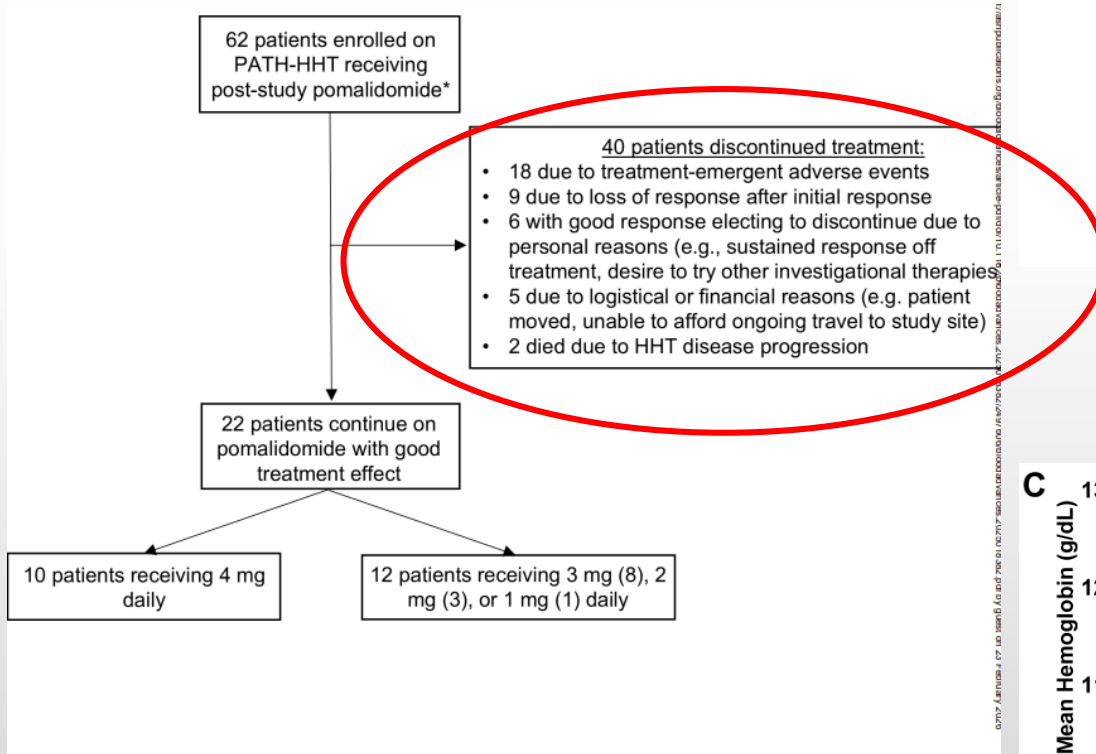 62 patients enrolled on
PATH-HHT receiving
post-study pomalidomide*
40 patients discontinued treatment:
• 18 due to treatment-emergent adverse events
• 9 due to loss of response after initial response
• 6 with good response electing to discontinue due to
personal reasons (e.g., sustained response off
treatment, desire to try other investigational therapies
• 5 due to logistical or financial reasons (e.g. patient
moved, unable to afford ongoing travel to study site)
• 2 died due to HHT disease progression
22 patients continue on
pomalidomide with good
treatment effect
10 patients receiving 4 mg
daily
12 patients receiving 3 mg (8), 2
mg (3), or 1 mg (1) daily
C
Mean Hemoglobin (g/dL)